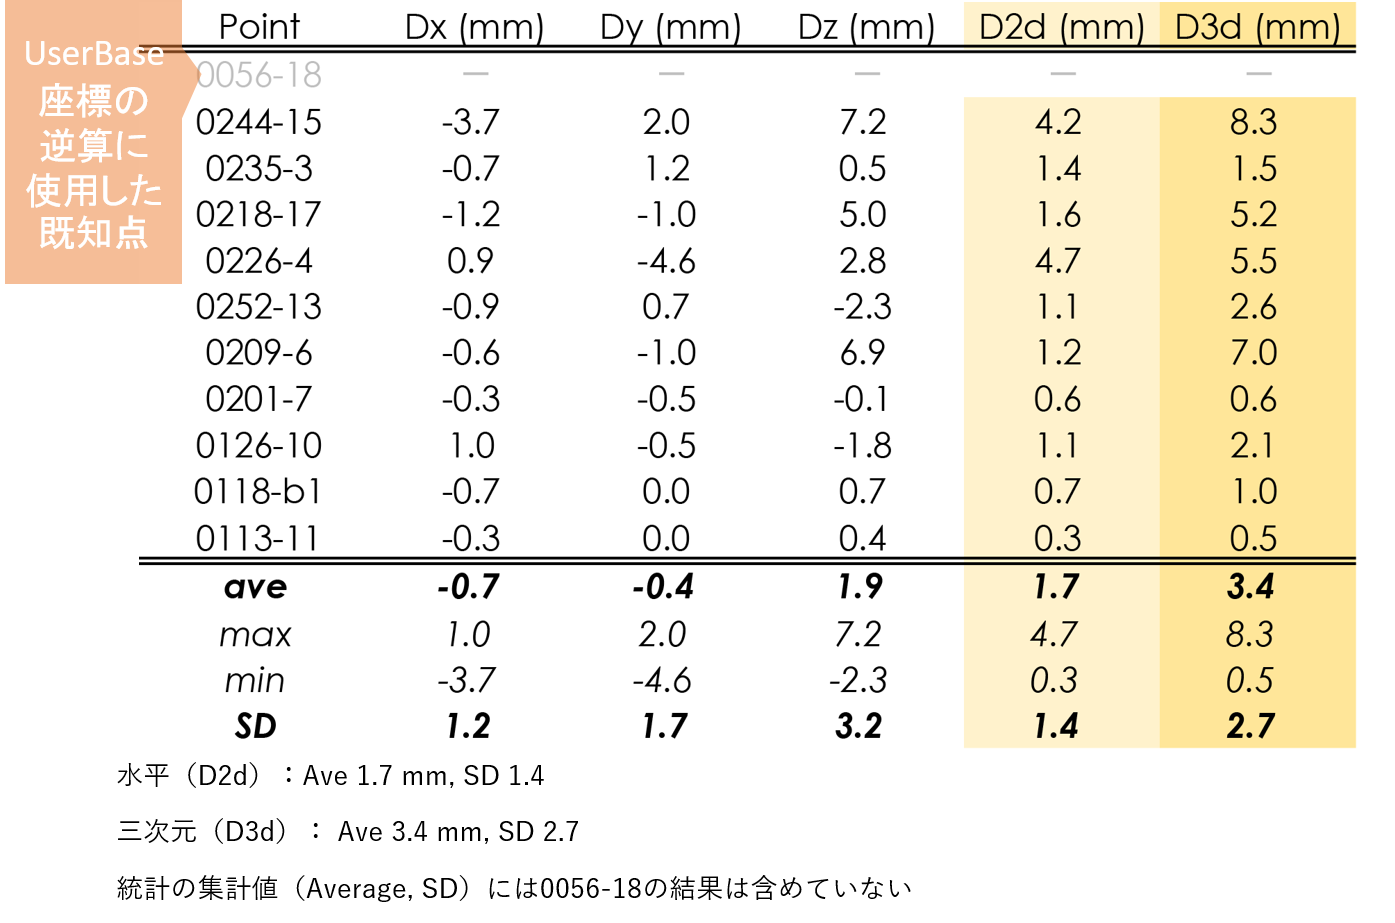 Point Dx (mm) Dy (mm) Dz (mm) D2d (mm) D3d (mm)
UserBase
座標の
逆算に
使用した
既知点
0056-18 — — — — —
0244-15 -3.7 2.0 7.2 4.2 8.3
0235-3 -0.7 1.2 0.5 1.4 1.5
0218-17 -1.2 -1.0 5.0 1.6 5.2
0226-4 0.9 -4.6 2.8 4.7 5.5
0252-13 -0.9 0.7 -2.3 1.1 2.6
0209-6 -0.6 -1.0 6.9 1.2 7.0
0201-7 -0.3 -0.5 -0.1 0.6 0.6
0126-10 1.0 -0.5 -1.8 1.1 2.1
0118-b1 -0.7 0.0 0.7 0.7 1.0
0113-11 -0.3 0.0 0.4 0.3 0.5
ave -0.7 -0.4 1.9 1.7 3.4
max 1.0 2.0 7.2 4.7 8.3
min -3.7 -4.6 -2.3 0.3 0.5
SD 1.2 1.7 3.2 1.4 2.7
水平（D2d）：Ave 1.7 mm, SD 1.4
三次元（D3d）： Ave 3.4 mm, SD 2.7
統計の集計値（Average, SD）には0056-18の結果は含めていない